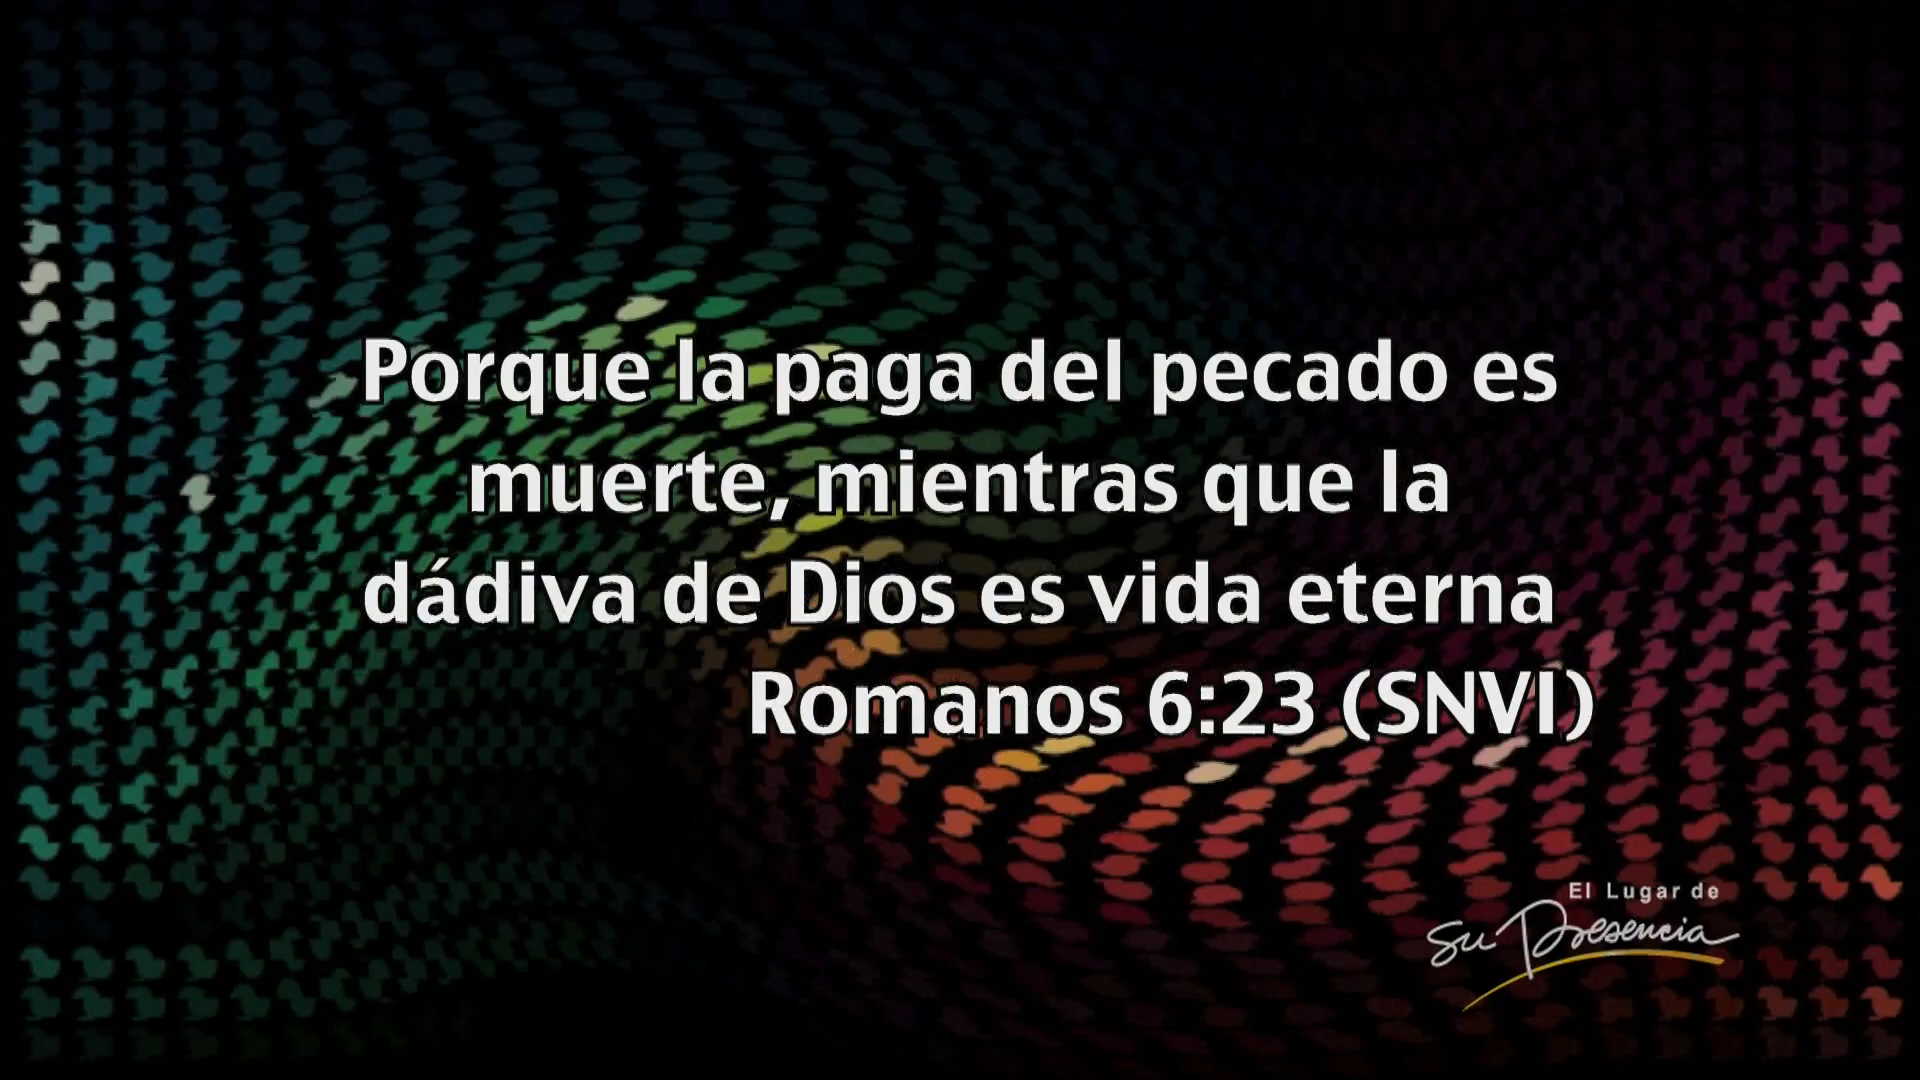 Porque la paga del pecado es
muerte, mientras que la
dádiva de Dios es vida eterna
Romanos 6:23 (SNVI)
El Lugar de
Su Presencia